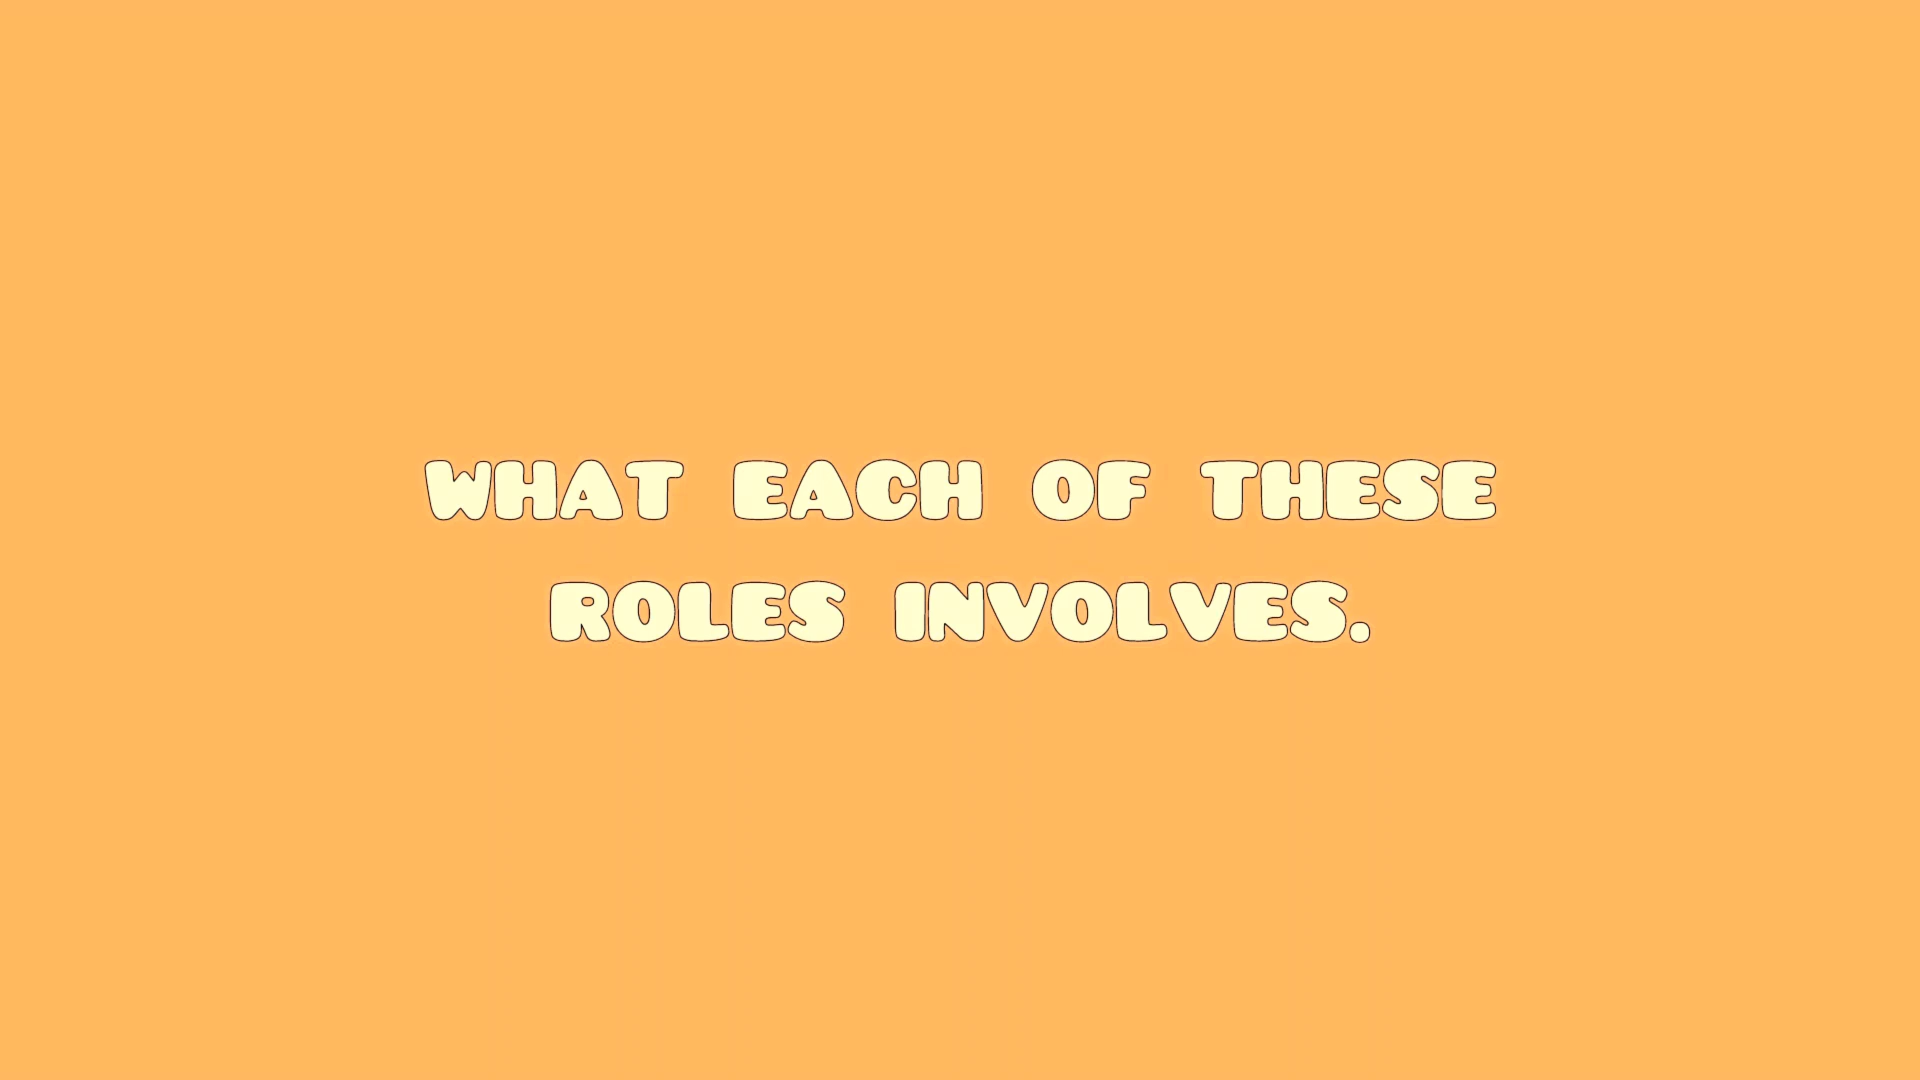 WHAT EACH OF THESE
ROLES INVOLVES.